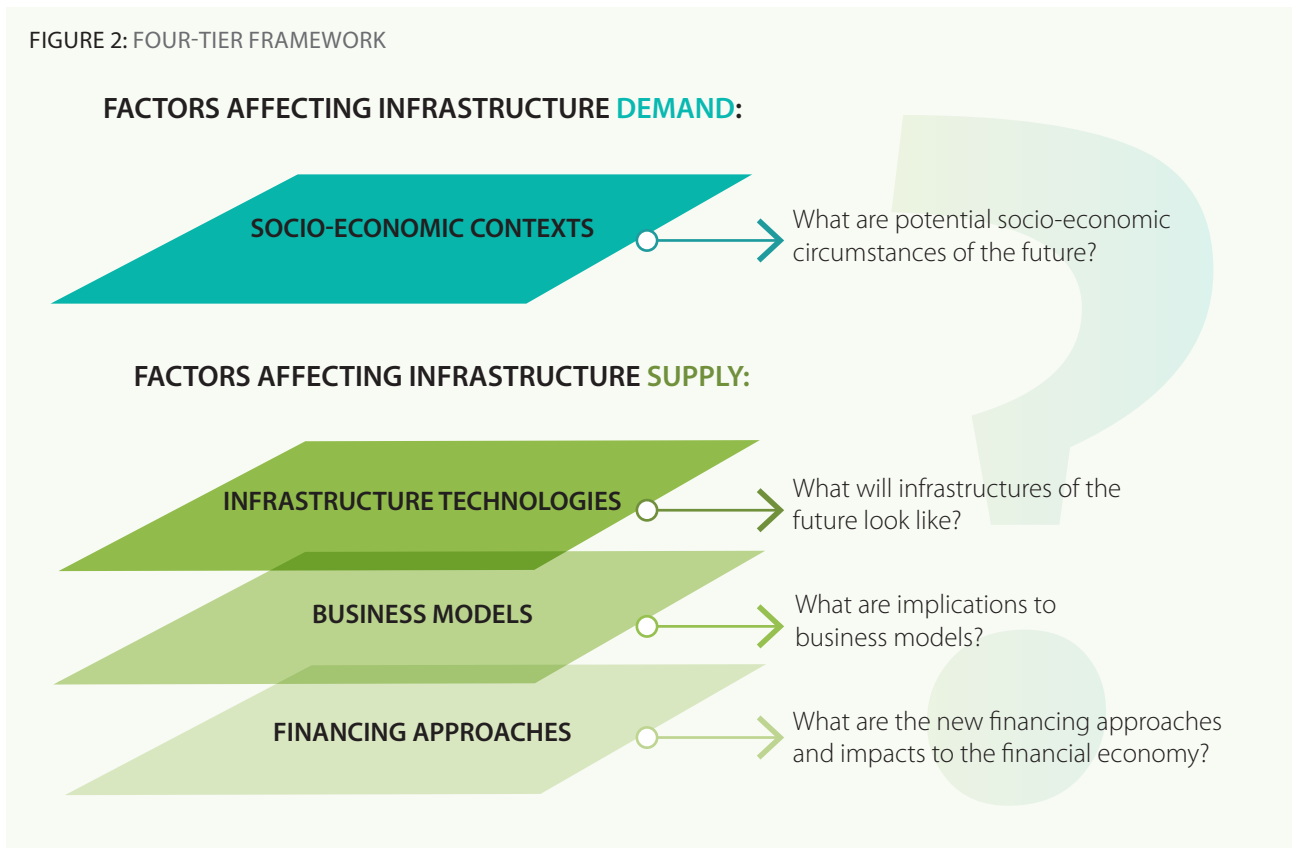 FIGURE 2: FOUR-TIER FRAMEWORK
FACTORS AFFECTING INFRASTRUCTURE DEMAND:
SOCIO-ECONOMIC CONTEXTS
What are potential socio-economic
circumstances of the future?
FACTORS AFFECTING INFRASTRUCTURE SUPPLY:
INFRASTRUCTURE TECHNOLOGIES
What will infrastructures of the
future look like?
BUSINESS MODELS
What are implications to
business models?
FINANCING APPROACHES
What are the new financing approaches
and impacts to the financial economy?